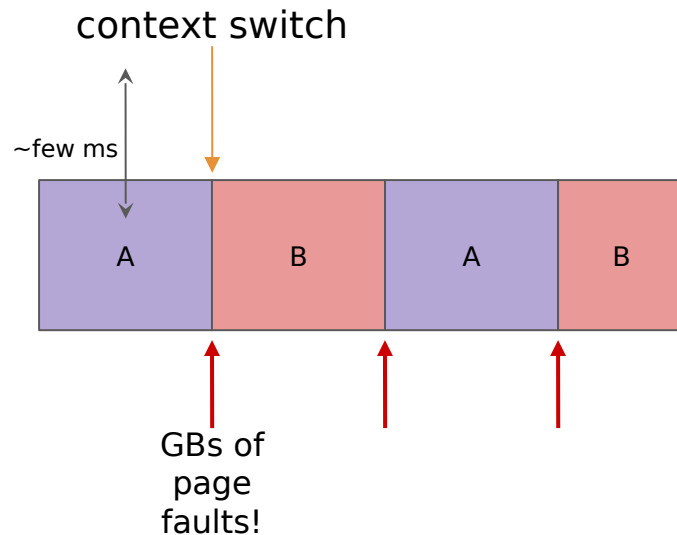 context switch
~few ms
A
B
A
B
GBs of
page
faults!